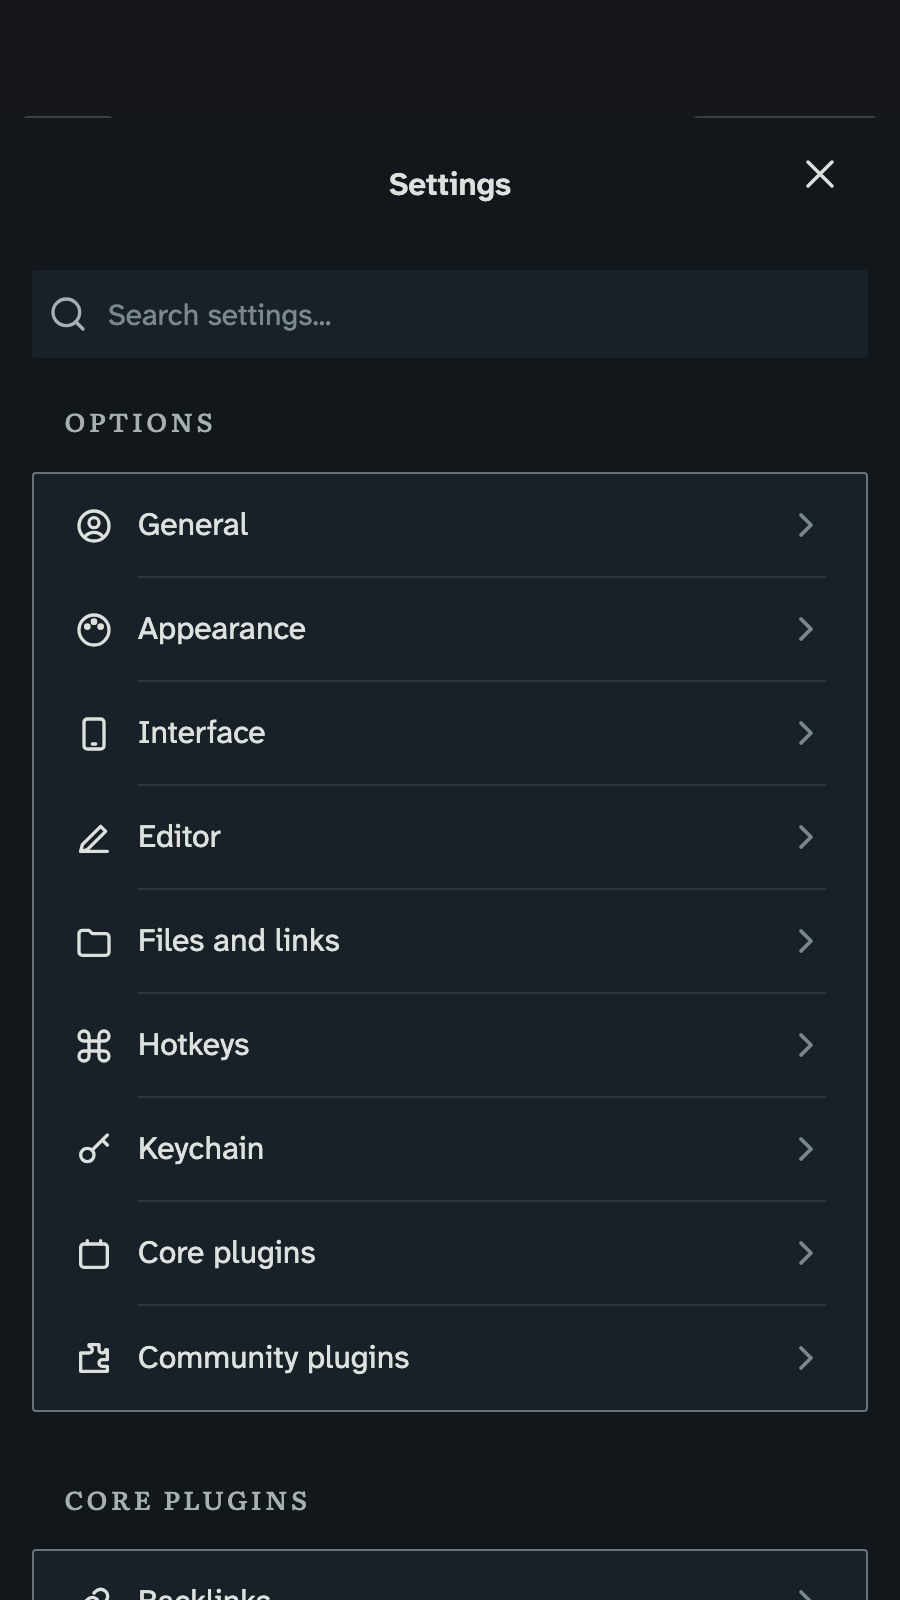 Settings
Search settings...
OPTIONS
General
Appearance
Interface
Editor
Files and links
Hotkeys
Keychain
Core plugins
Community plugins
CORE PLUGINS
Backlinks